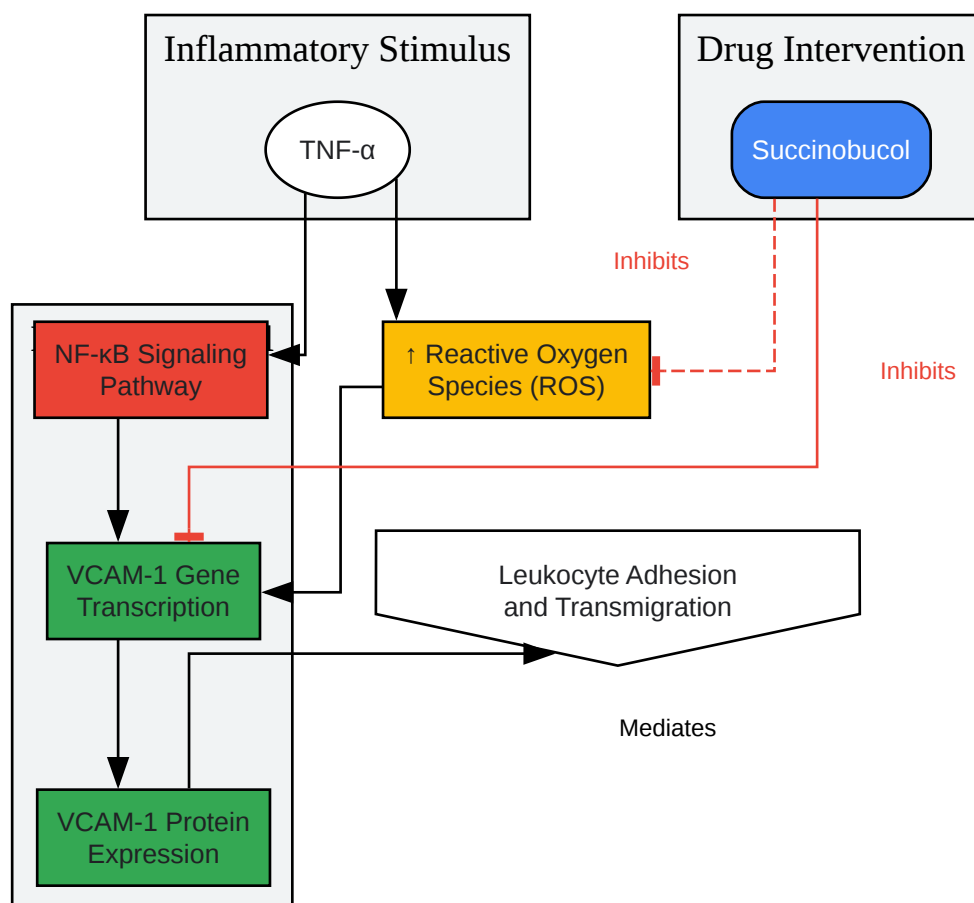 Inflammatory Stimulus
Drug Intervention
TNF-α
Succinobucol
Inhibits
NF-κB Signaling
Pathway
↑ Reactive Oxygen
Species (ROS)
Inhibits
VCAM-1 Gene
Transcription
Leukocyte Adhesion
and Transmigration
Mediates
VCAM-1 Protein
Expression